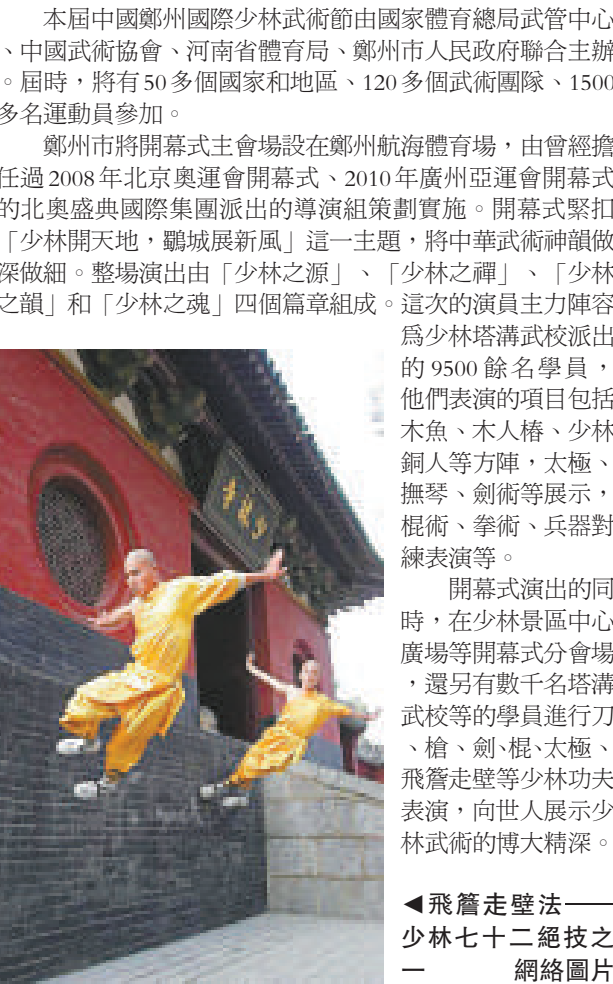 本屆中國鄭州國際少林武術節由國家體育總局武管中心
、中國武術協會、河南省體育局、鄭州市人民政府聯合主辦
。屆時，將有50多個國家和地區、120多個武術團隊、1500
多名運動員參加。
鄭州市將開幕式主會場設在鄭州航海體育場，由曾經擔
任過2008年北京奧運會開幕式、2010年廣州亞運會開幕式
的北奧盛典國際集團派出的導演組策劃實施。開幕式緊扣
「少林開天地，鸐城展新風」這一主題，將中華武術神韻做
深做細。整場演出由「少林之源」、「少林之禪」、「少林
之韻」和「少林之魂」四個篇章組成。這次的演員主力陣容
爲少林塔溝武校派出
的9500餘名學員，
他們表演的項目包括
木魚、木人樁、少林
銅人等方陣，太極、
撫琴、劍術等展示，
棍術、拳術、兵器對
練表演等。
開幕式演出的同
時，在少林景區中心
廣場等開幕式分會場
，還另有數千名塔溝
武校等的學員進行刀
、槍、劍、棍、太極、
飛簷走壁等少林功夫
表演，向世人展示少
林武術的博大精深。
少林寺
◀飛簷走壁法——
少林七十二絕技之
一　　網絡圖片